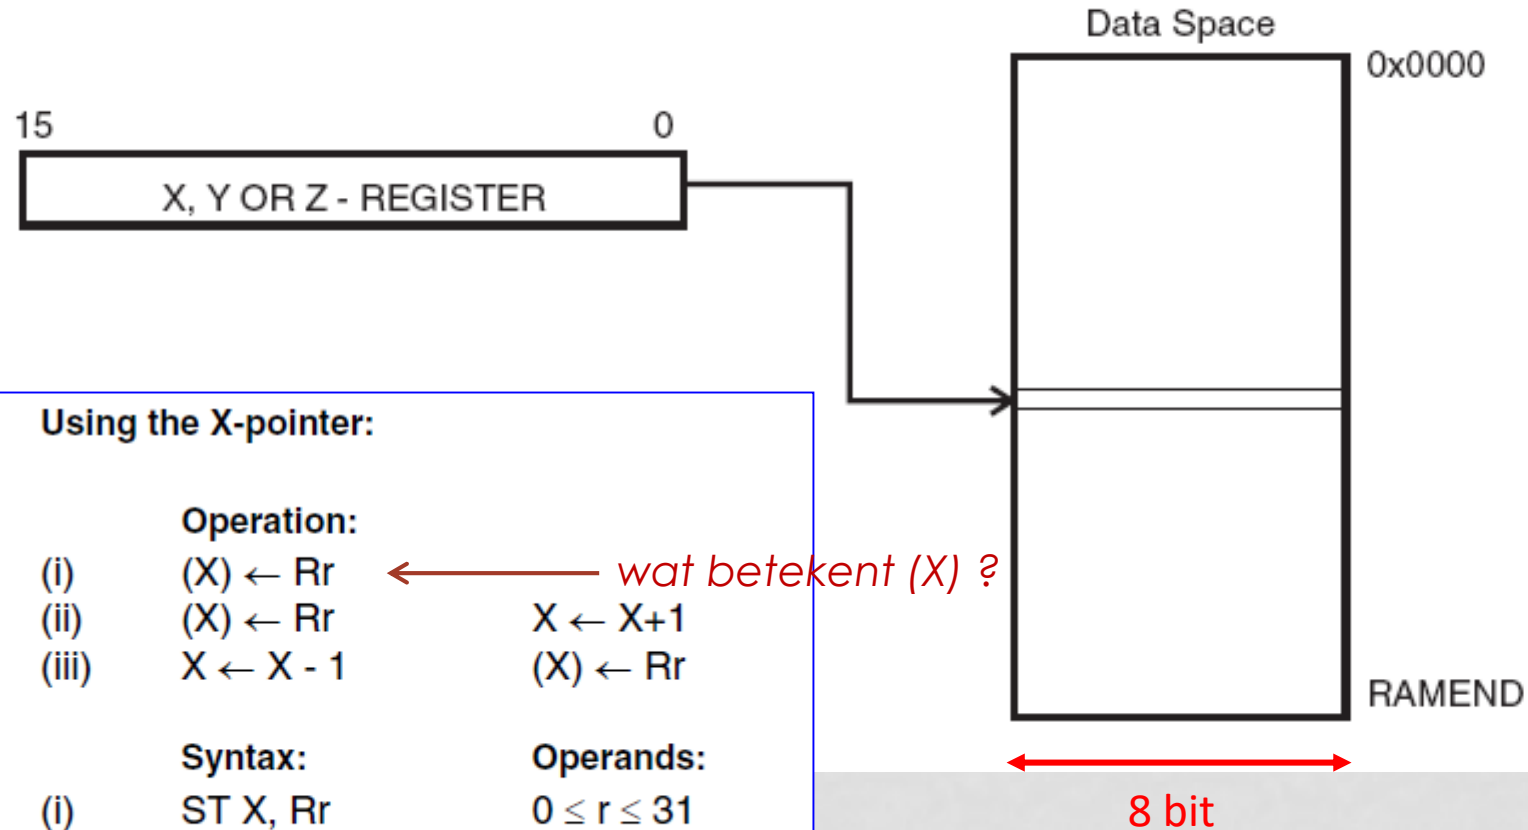 Data Space
0x0000
15 0
X, Y OR Z - REGISTER
Using the X-pointer:
Operation:
(i) (X) ← Rr ← wat betekent (X) ?
(ii) (X) ← Rr X ← X+1
(iii) X ← X - 1 (X) ← Rr
RAMEND
Syntax: Operands:
(i) ST X, Rr 0 ≤ r ≤ 31
8 bit